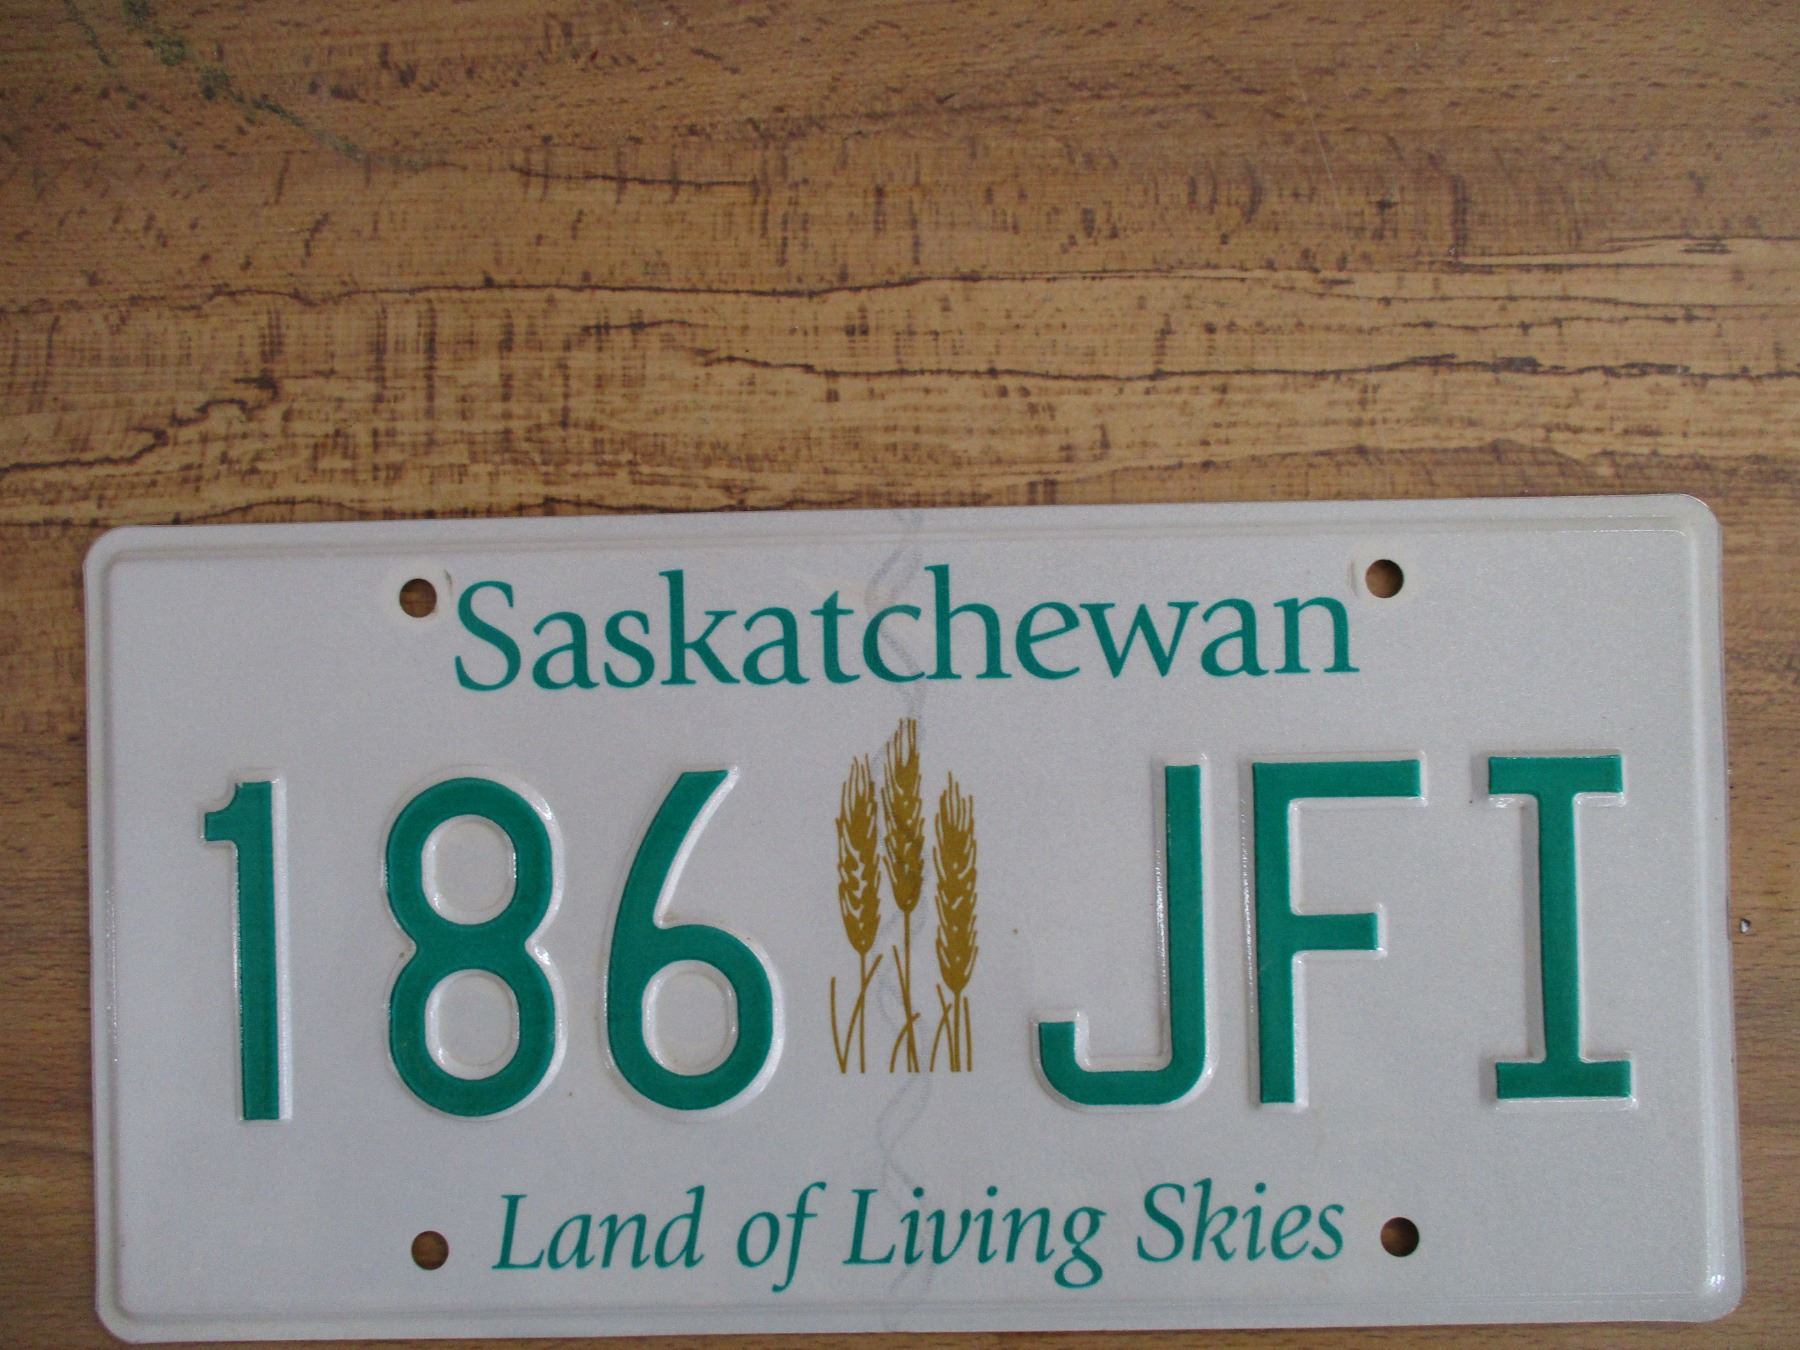 Saskatchewan
186 JFI
Land of Living Skies